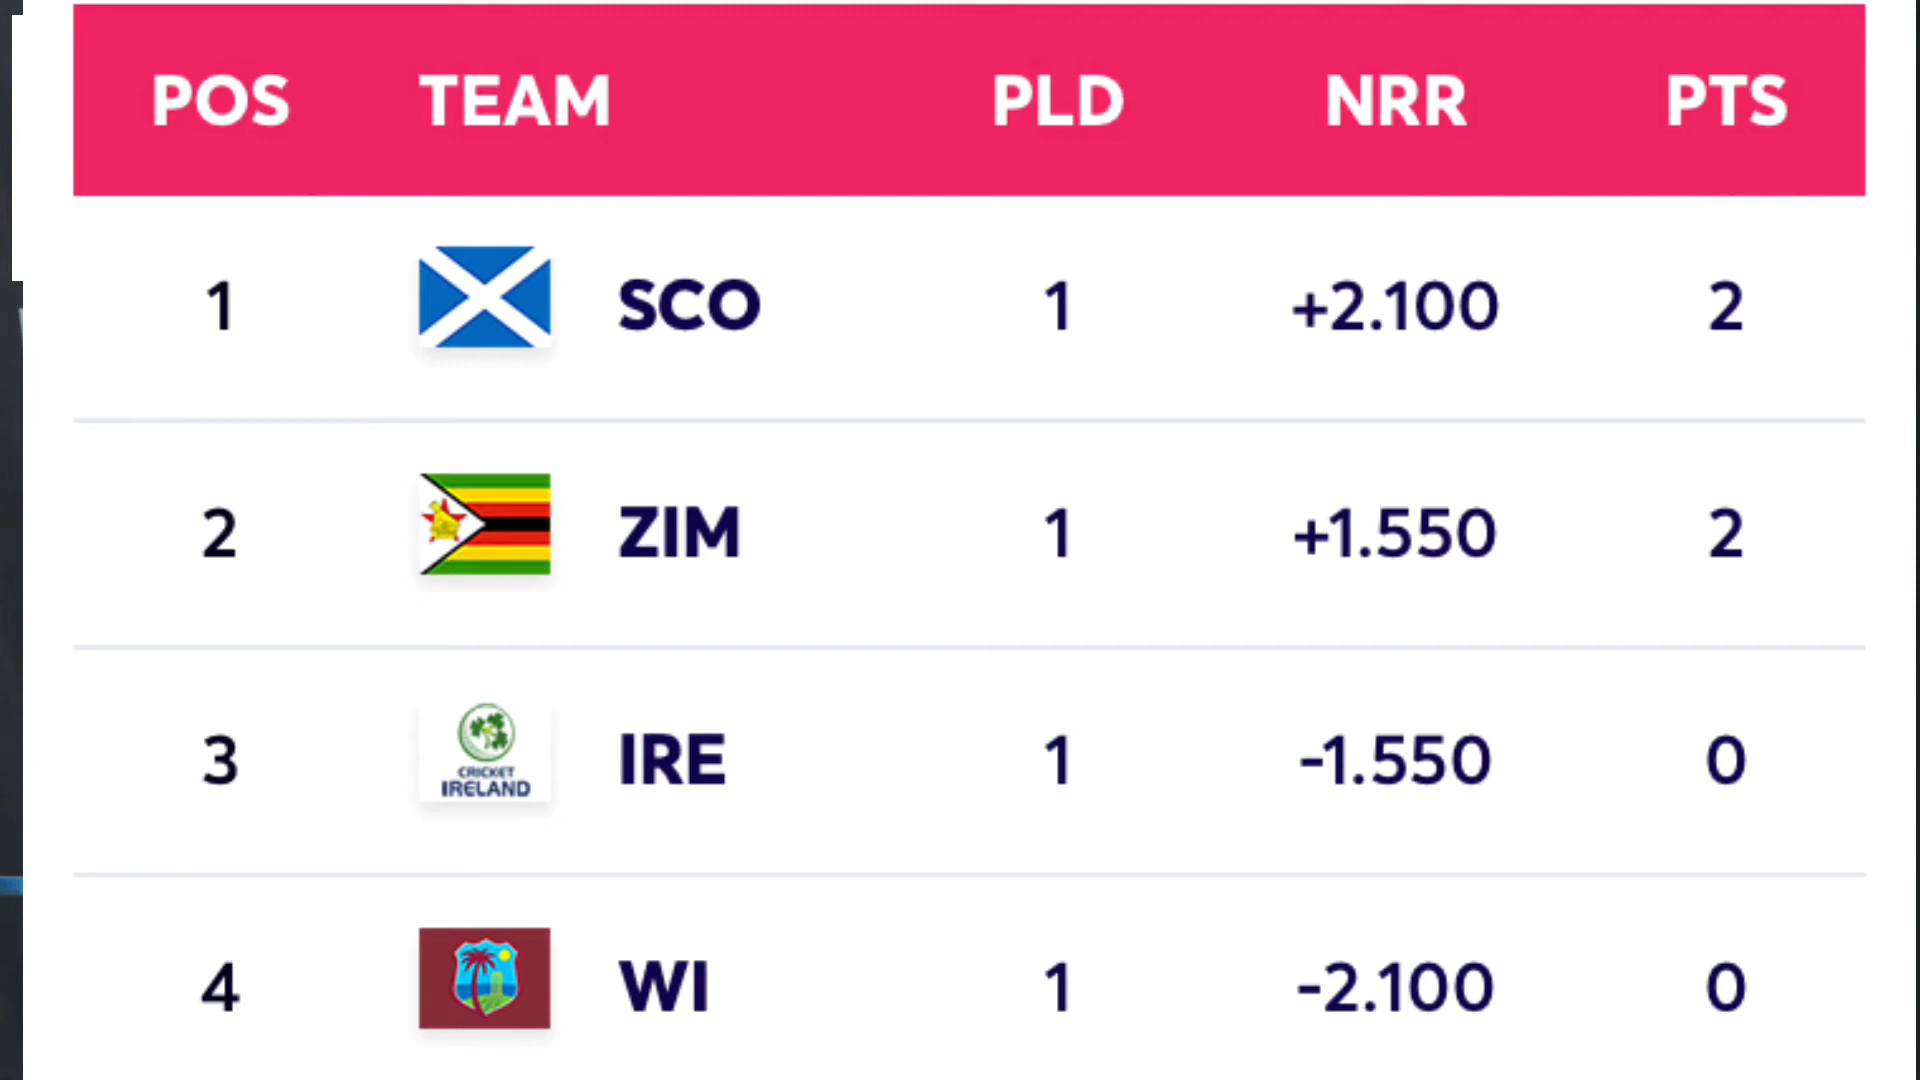 POS TEAM PLD NRR PTS
1 SCO 1 +2.100 2
2 ZIM 1 +1.550 2
3 CRICKET IRELAND IRE 1 -1.550 0
4 WI 1 -2.100 0